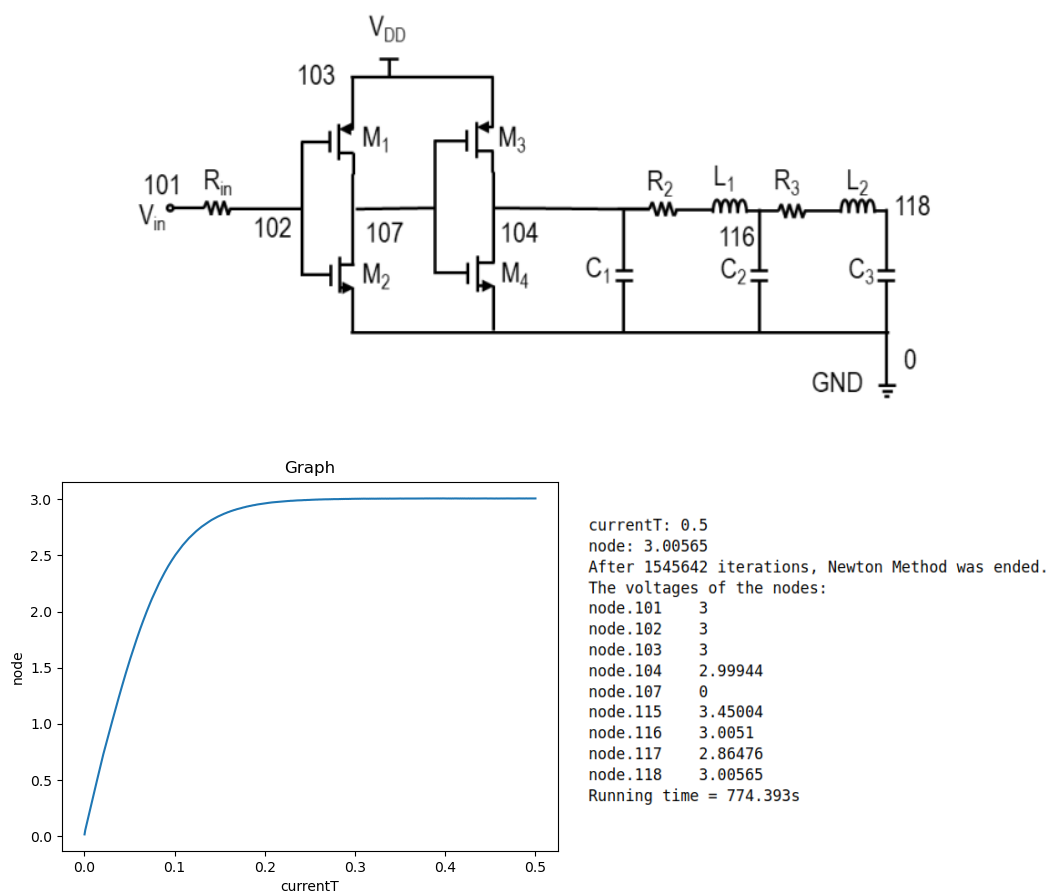 V_DD
103
M₁
M₃
101
R_in
V_in
102
107
104
M₂
M₄
R₂
L₁
R₃
L₂
118
116
C₁
C₂
C₃
0
GND
Graph
node
3.0
2.5
2.0
1.5
1.0
0.5
0.0
0.0 0.1 0.2 0.3 0.4 0.5
currentT
currentT: 0.5
node: 3.00565
After 1545642 iterations, Newton Method was ended.
The voltages of the nodes:
node.101 3
node.102 3
node.103 3
node.104 2.99944
node.107 0
node.115 3.45004
node.116 3.0051
node.117 2.86476
node.118 3.00565
Running time = 774.393s